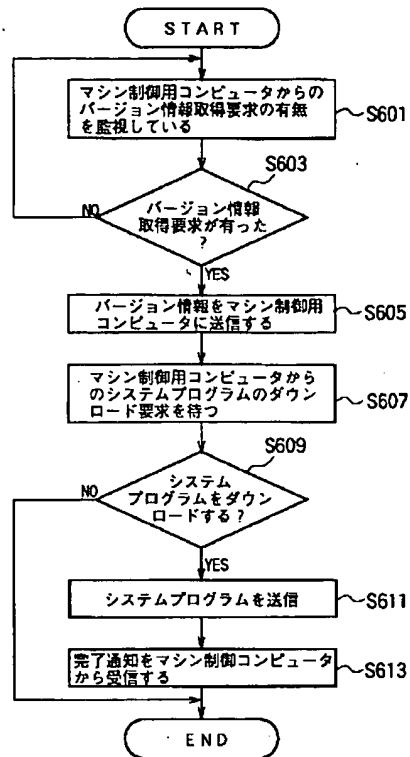 START
マシン制御用コンピュータからの
バージョン情報取得要求の有無
を監視している
S601
S603
バージョン情報
取得要求が有った
?
NO
YES
バージョン情報をマシン制御用
コンピュータに送信する
S605
マシン制御用コンピュータから
のシステムプログラムのダウン
ロード要求を待つ
S607
S609
システム
プログラムをダウン
ロードする?
NO
YES
システムプログラムを送信
S611
完了通知をマシン制御コンピュータ
から受信する
S613
END